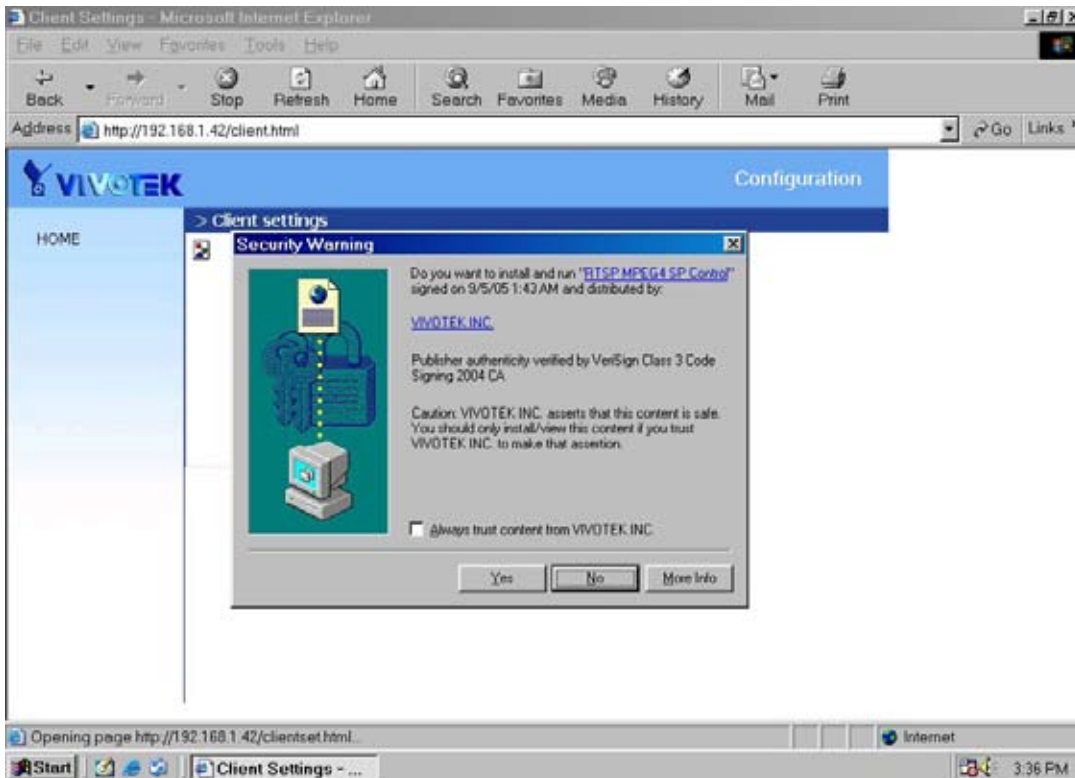 Client Settings - Microsoft Internet Explorer
File Edit View Favorites Tools Help
Back Forward Stop Refresh Home Search Favorites Media History Mail Print
Address http://192.168.1.42/client.html Go Links
VIVOTEK Configuration
HOME
> Client settings
Security Warning
Do you want to install and run "RTSP MPEG4 SP Control"
signed on 9/5/05 1:43 AM and distributed by:
VIVOTEK INC.
Publisher authenticity verified by VeriSign Class 3 Code
Signing 2004 CA
Caution: VIVOTEK INC. asserts that this content is safe.
You should only install/view this content if you trust
VIVOTEK INC. to make that assertion.
Always trust content from VIVOTEK INC.
Yes No More Info
Opening page http://192.168.1.42/clientset.html... Internet
Start Client Settings - ... 3:36 PM